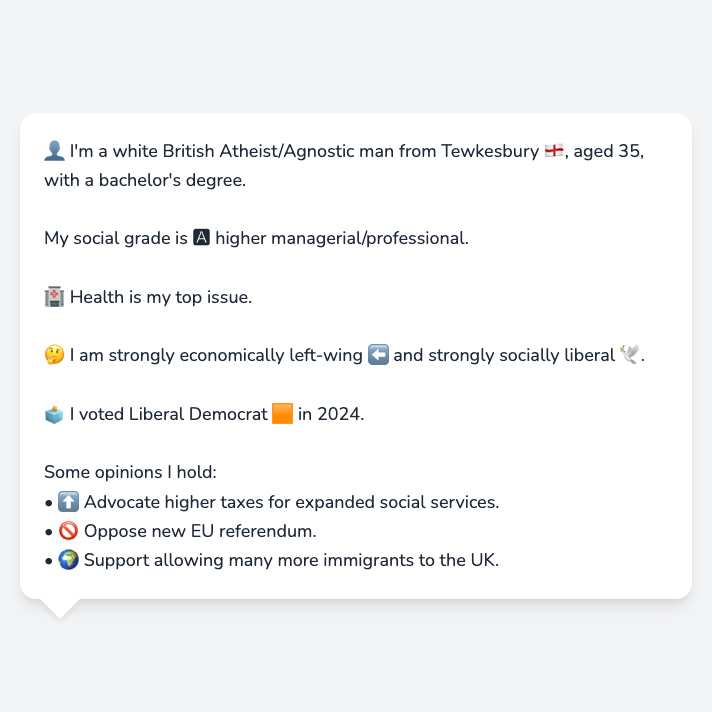 👤 I'm a white British Atheist/Agnostic man from Tewkesbury 🏴󠁧󠁢󠁥󠁮󠁧󠁿, aged 35,
with a bachelor's degree.
My social grade is 🅰 higher managerial/professional.
🏥 Health is my top issue.
🤔 I am strongly economically left-wing ⬅️ and strongly socially liberal 🕊️.
🗳️ I voted Liberal Democrat 🟧 in 2024.
Some opinions I hold:
• ⬆️ Advocate higher taxes for expanded social services.
• 🚫 Oppose new EU referendum.
• 🌍 Support allowing many more immigrants to the UK.